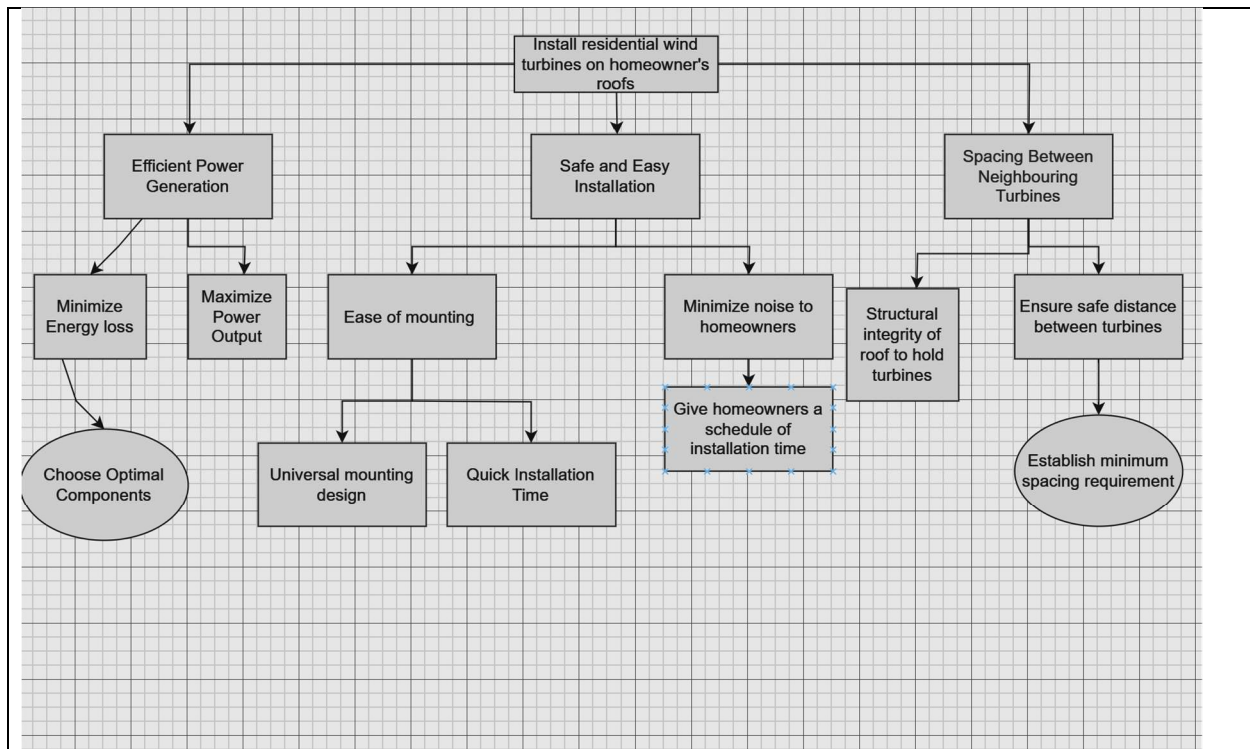 Install residential wind
turbines on homeowner's
roofs
Efficient Power
Generation
Safe and Easy
Installation
Spacing Between
Neighbouring
Turbines
Minimize
Energy loss
Maximize
Power
Output
Ease of mounting
Minimize noise to
homeowners
Structural
integrity of
roof to hold
turbines
Ensure safe distance
between turbines
Choose Optimal
Components
Universal mounting
design
Quick Installation
Time
Give homeowners a
schedule of
installation time
Establish minimum
spacing requirement